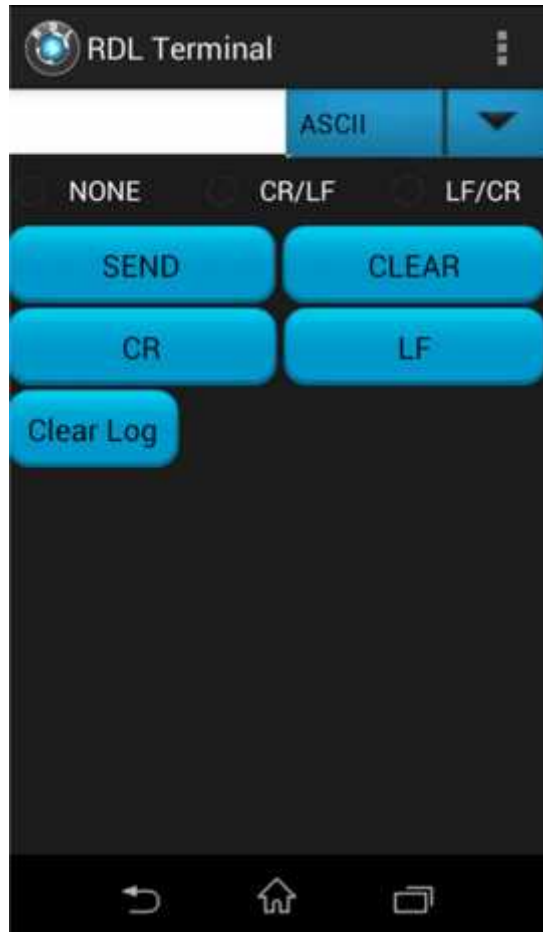 RDL Terminal
ASCII
NONE CR/LF LF/CR
SEND CLEAR
CR LF
Clear Log